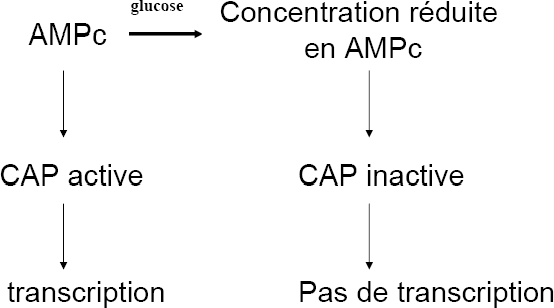 glucose
AMPc
Concentration réduite
en AMPc
CAP active
CAP inactive
transcription
Pas de transcription